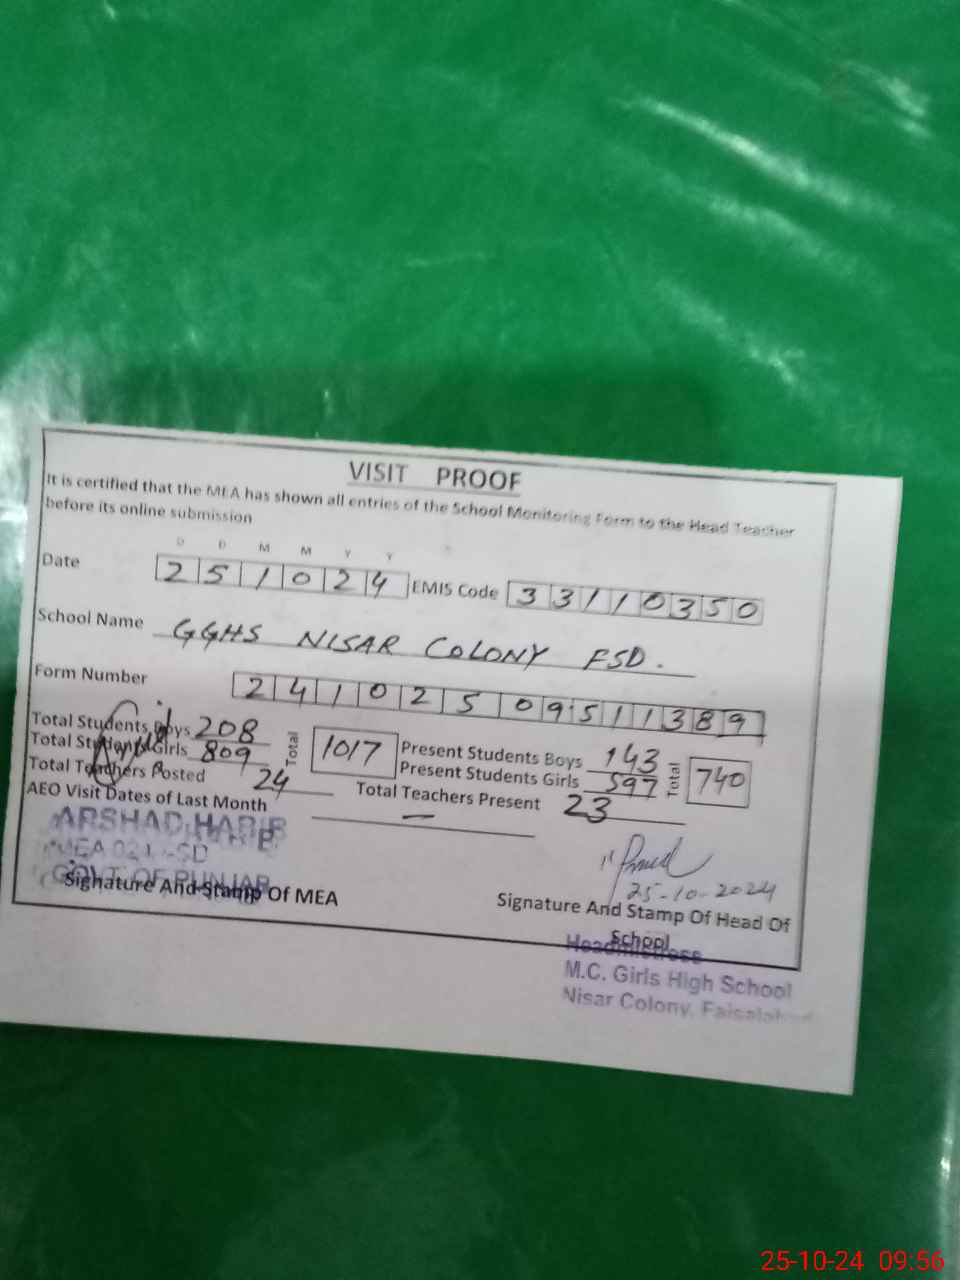 VISIT PROOF
It is certified that the MEA has shown all entries of the School Monitoring Form to the Head Teacher
before its online submission
D D M M Y Y
Date 2 5 1 0 2 4 EMIS Code 3 3 1 1 0 3 5 0
School Name GGHS NISAR COLONY FSD.
Form Number 2 4 1 0 2 5 0 9 5 1 1 3 8 9
Total Students Boys 208 Total 1017 Present Students Boys 143 Total 740
Total Students Girls 809 Present Students Girls 597
Total Teachers Posted 24 Total Teachers Present 23
AEO Visit Dates of Last Month —
ARSHAD HABIB
MEA 021
GOVT. OF PUNJAB
25-10-2024
Signature And Stamp Of MEA
Signature And Stamp Of Head Of
School
Headmistress
M.C. Girls High School
Nisar Colony, Faisalabad
25-10-24 09:56